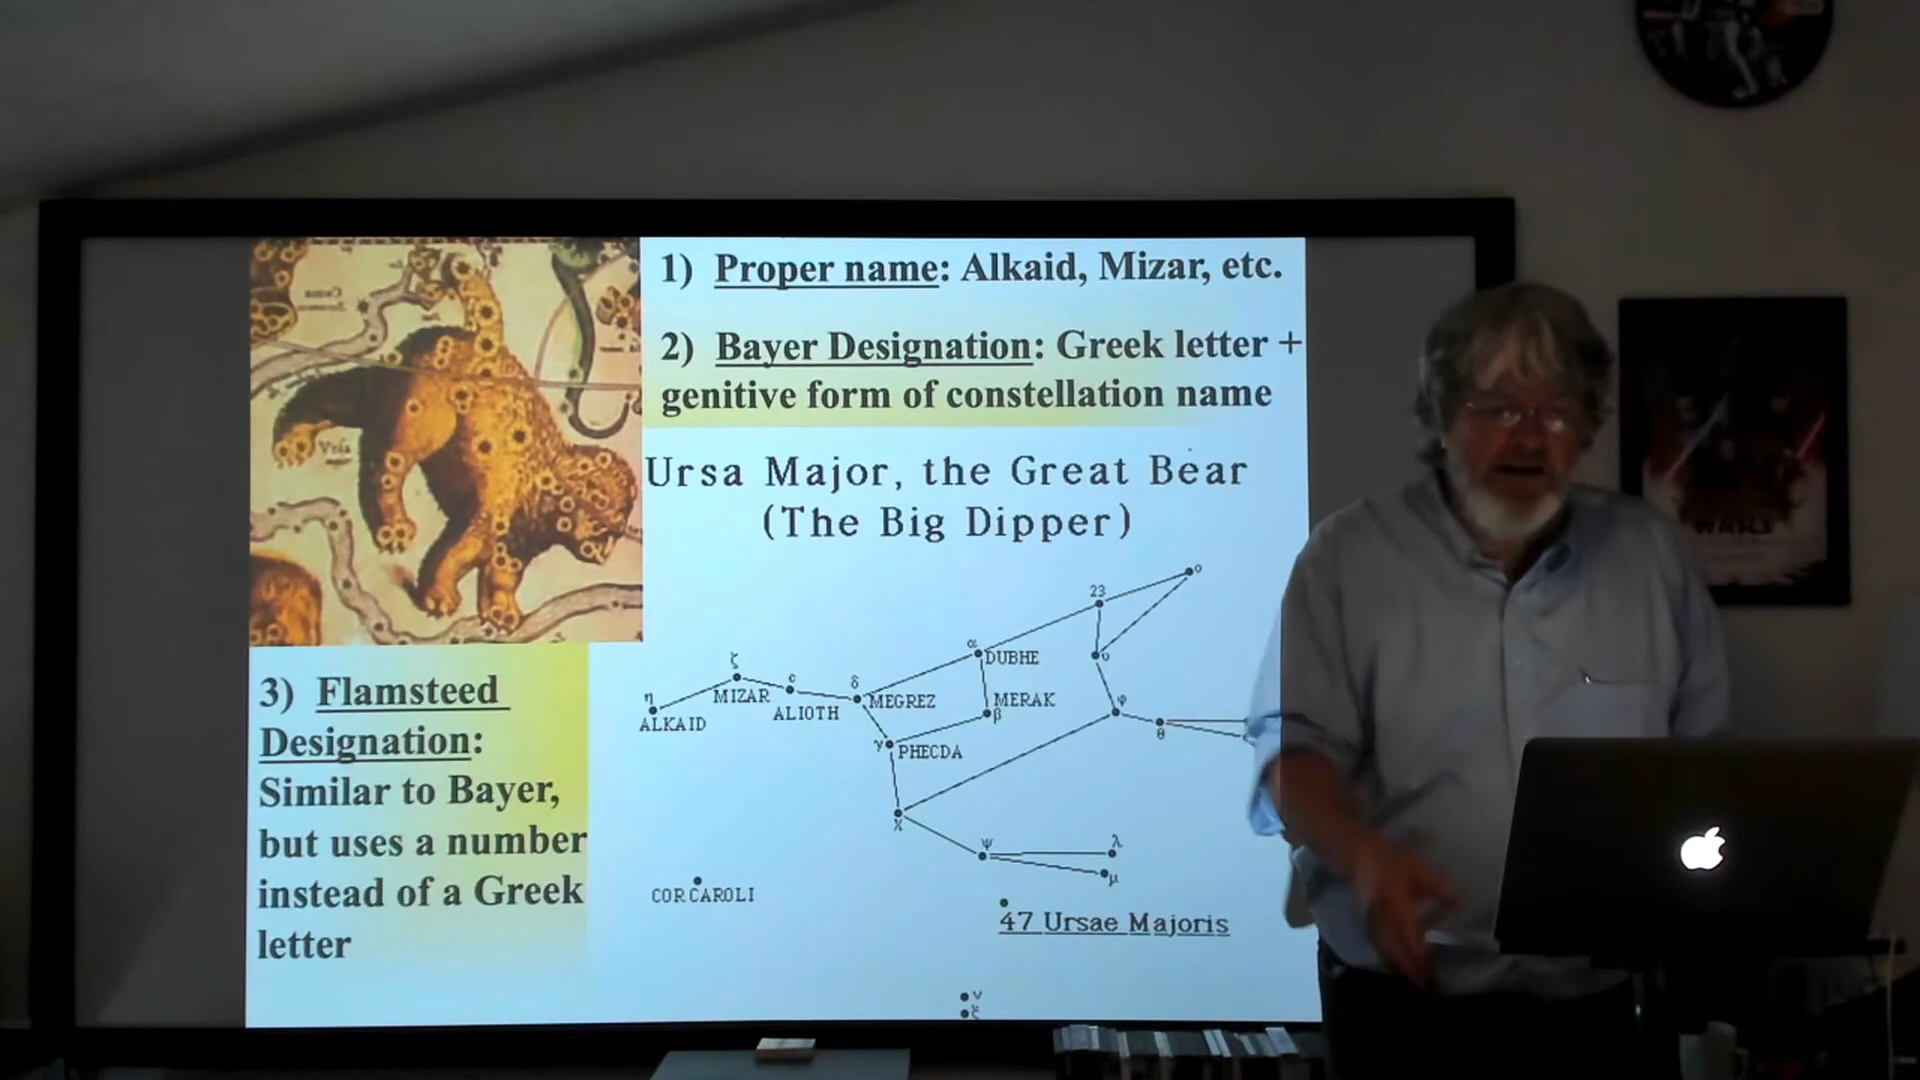 1) Proper name: Alkaid, Mizar, etc.
2) Bayer Designation: Greek letter +
genitive form of constellation name
Ursa Major, the Great Bear
(The Big Dipper)
3) Flamsteed
Designation:
Similar to Bayer,
but uses a number
instead of a Greek
letter
ο
23
α
DUBHE
υ
ζ
MIZAR
ε
ALIOTH
δ
MEGREZ
MERAK
β
φ
η
ALKAID
θ
γ
PHECDA
χ
ψ
λ
μ
COR CAROLI
47 Ursae Majoris
ν
ξ
WARS